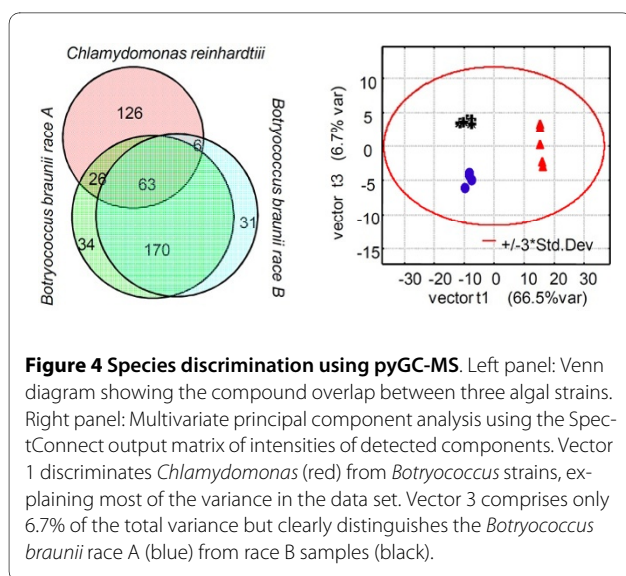 Chlamydomonas reinhardtiii
Botryococcus braunii race A
Botryococcus braunii race B
126
6
26
63
34
170
31
vector t3 (6.7% var)
10
5
0
-5
-10
-15
+/-3*Std.Dev
-30 -20 -10 0 10 20 30
vector t1 (66.5%var)
Figure 4 Species discrimination using pyGC-MS. Left panel: Venn
diagram showing the compound overlap between three algal strains.
Right panel: Multivariate principal component analysis using the Spec-
tConnect output matrix of intensities of detected components. Vector
1 discriminates Chlamydomonas (red) from Botryococcus strains, ex-
plaining most of the variance in the data set. Vector 3 comprises only
6.7% of the total variance but clearly distinguishes the Botryococcus
braunii race A (blue) from race B samples (black).